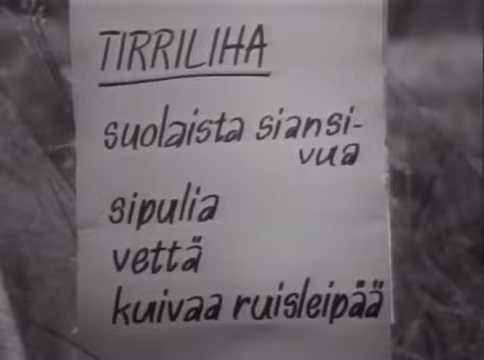 TIRRILIHA
suolaista siansi-
vua
sipulia
vettä
kuivaa ruisleipää